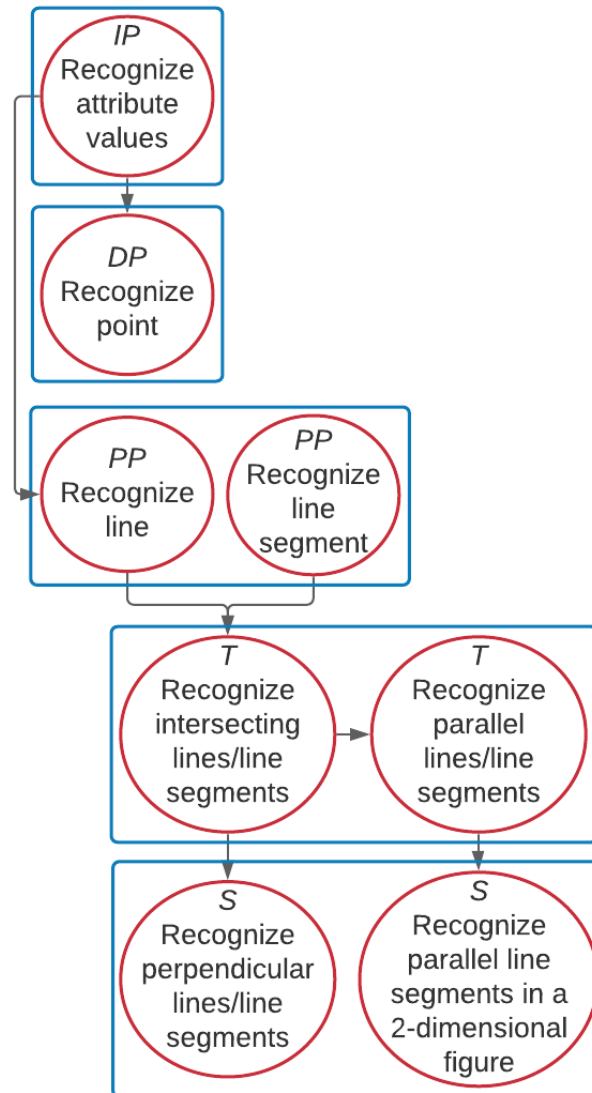 IP
Recognize
attribute
values
DP
Recognize
point
PP
Recognize
line
PP
Recognize
line
segment
T
Recognize
intersecting
lines/line
segments
T
Recognize
parallel
lines/line
segments
S
Recognize
perpendicular
lines/line
segments
S
Recognize
parallel line
segments in a
2-dimensional
figure